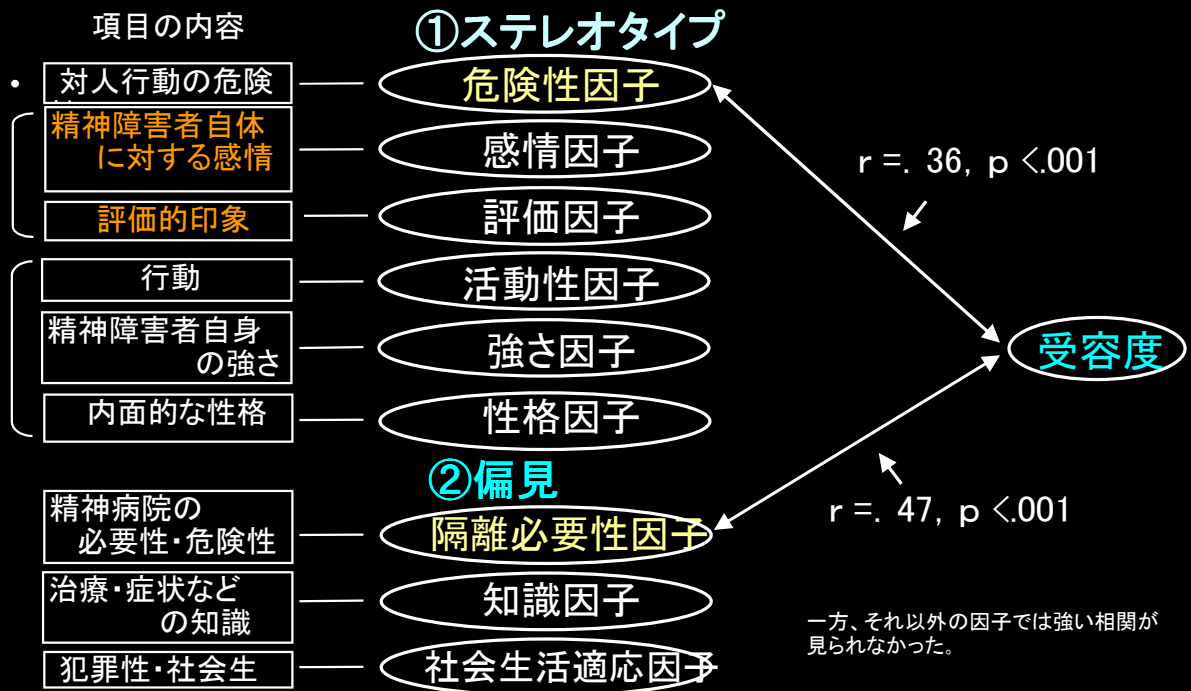 項目の内容
①ステレオタイプ
・ 対人行動の危険
危険性因子
精神障害者自体
に対する感情
感情因子
評価的印象
評価因子
行動
活動性因子
精神障害者自身
の強さ
強さ因子
内面的な性格
性格因子
r =. 36, p <.001
受容度
②偏見
精神病院の
必要性・危険性
隔離必要性因子
r =. 47, p <.001
治療・症状など
の知識
知識因子
犯罪性・社会生
社会生活適応因子
一方、それ以外の因子では強い相関が
見られなかった。